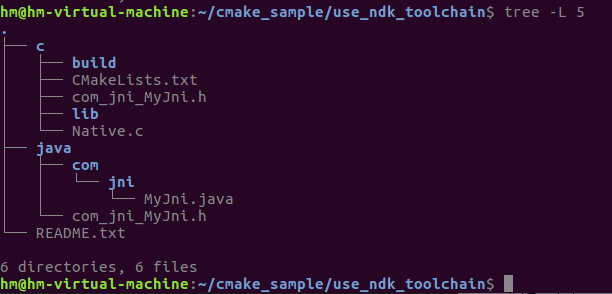 hm@hm-virtual-machine:~/cmake_sample/use_ndk_toolchain$ tree -L 5
.
├── c
│   ├── build
│   ├── CMakeLists.txt
│   ├── com_jni_MyJni.h
│   ├── lib
│   └── Native.c
├── java
│   ├── com
│   │   └── jni
│   │       └── MyJni.java
│   └── com_jni_MyJni.h
└── README.txt
6 directories, 6 files
hm@hm-virtual-machine:~/cmake_sample/use_ndk_toolchain$